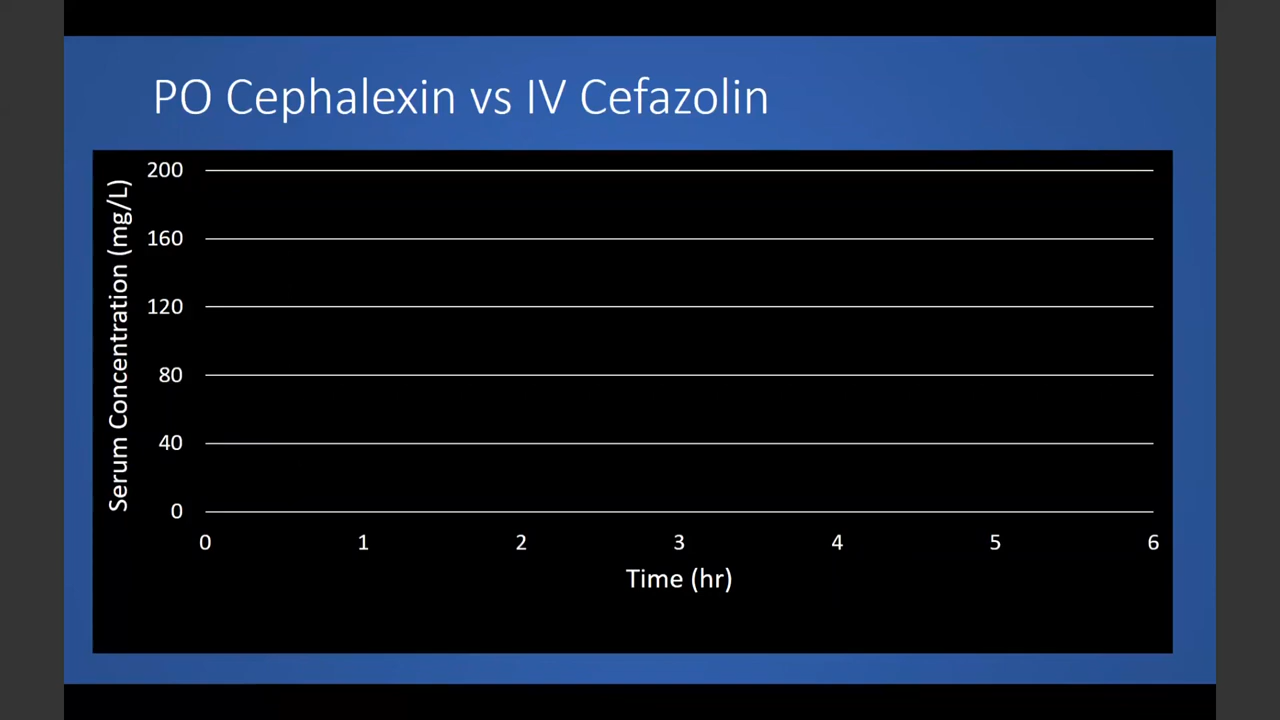 PO Cephalexin vs IV Cefazolin
Serum Concentration (mg/L)
200
160
120
80
40
0
0 1 2 3 4 5 6
Time (hr)